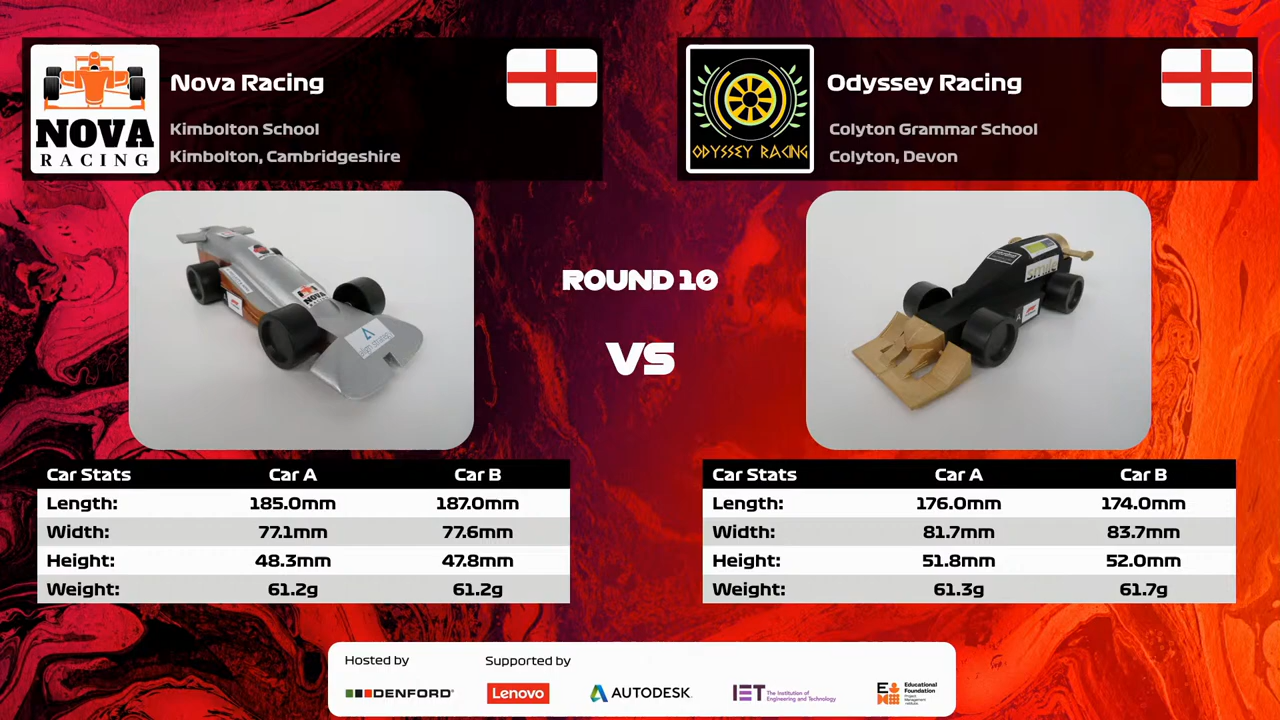 NOVA
RACING
Nova Racing
Kimbolton School
Kimbolton, Cambridgeshire
ODYSSEY RACING
Odyssey Racing
Colyton Grammar School
Colyton, Devon
NOVA
ROUND 10
VS
Car Stats Car A Car B
Length: 185.0mm 187.0mm
Width: 77.1mm 77.6mm
Height: 48.3mm 47.8mm
Weight: 61.2g 61.2g
Car Stats Car A Car B
Length: 176.0mm 174.0mm
Width: 81.7mm 83.7mm
Height: 51.8mm 52.0mm
Weight: 61.3g 61.7g
Hosted by
DENFORD
Supported by
Lenovo
AUTODESK
IET The Institution of
Engineering and Technology
Educational
Foundation
Project
Management
Institute